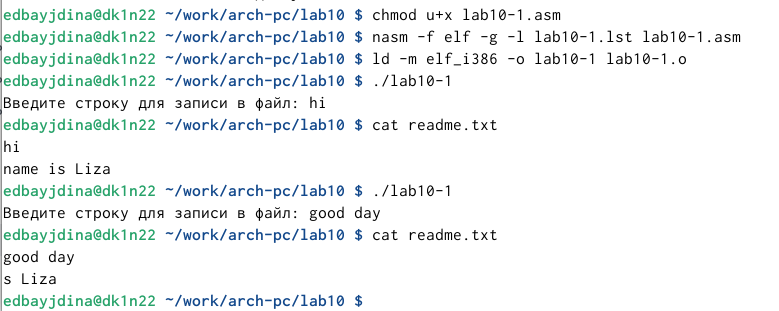 edbayjdina@dk1n22 ~/work/arch-pc/lab10 $ chmod u+x lab10-1.asm
edbayjdina@dk1n22 ~/work/arch-pc/lab10 $ nasm -f elf -g -l lab10-1.lst lab10-1.asm
edbayjdina@dk1n22 ~/work/arch-pc/lab10 $ ld -m elf_i386 -o lab10-1 lab10-1.o
edbayjdina@dk1n22 ~/work/arch-pc/lab10 $ ./lab10-1
Введите строку для записи в файл: hi
edbayjdina@dk1n22 ~/work/arch-pc/lab10 $ cat readme.txt
hi
name is Liza
edbayjdina@dk1n22 ~/work/arch-pc/lab10 $ ./lab10-1
Введите строку для записи в файл: good day
edbayjdina@dk1n22 ~/work/arch-pc/lab10 $ cat readme.txt
good day
s Liza
edbayjdina@dk1n22 ~/work/arch-pc/lab10 $